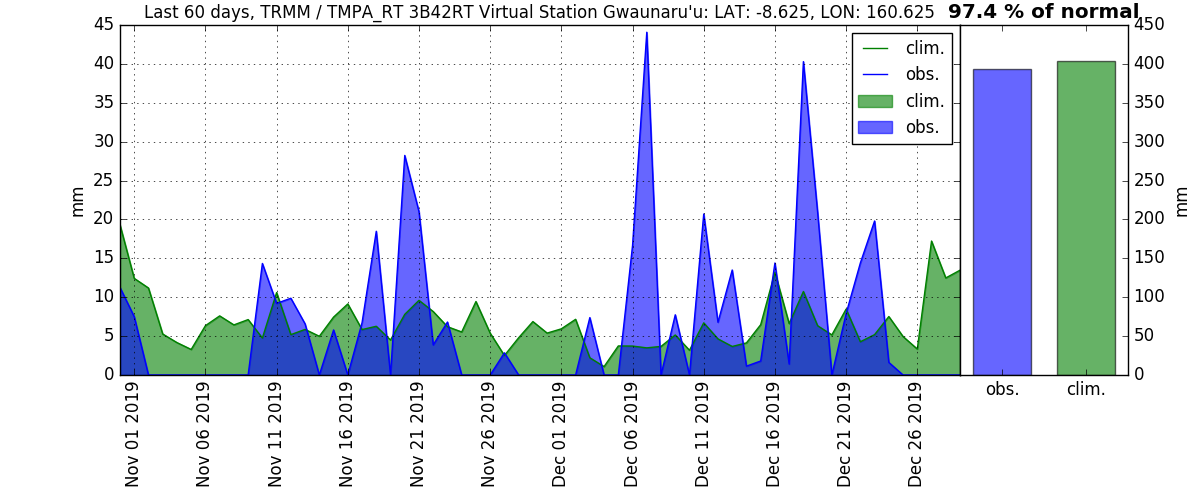 Last 60 days, TRMM / TMPA_RT 3B42RT Virtual Station Gwaunaru'u: LAT: -8.625, LON: 160.625 97.4 % of normal
45
40
35
30
25
20
15
10
5
0
mm
clim.
obs.
clim.
obs.
450
400
350
300
250
200
150
100
50
0
mm
Nov 01 2019
Nov 06 2019
Nov 11 2019
Nov 16 2019
Nov 21 2019
Nov 26 2019
Dec 01 2019
Dec 06 2019
Dec 11 2019
Dec 16 2019
Dec 21 2019
Dec 26 2019
obs.
clim.